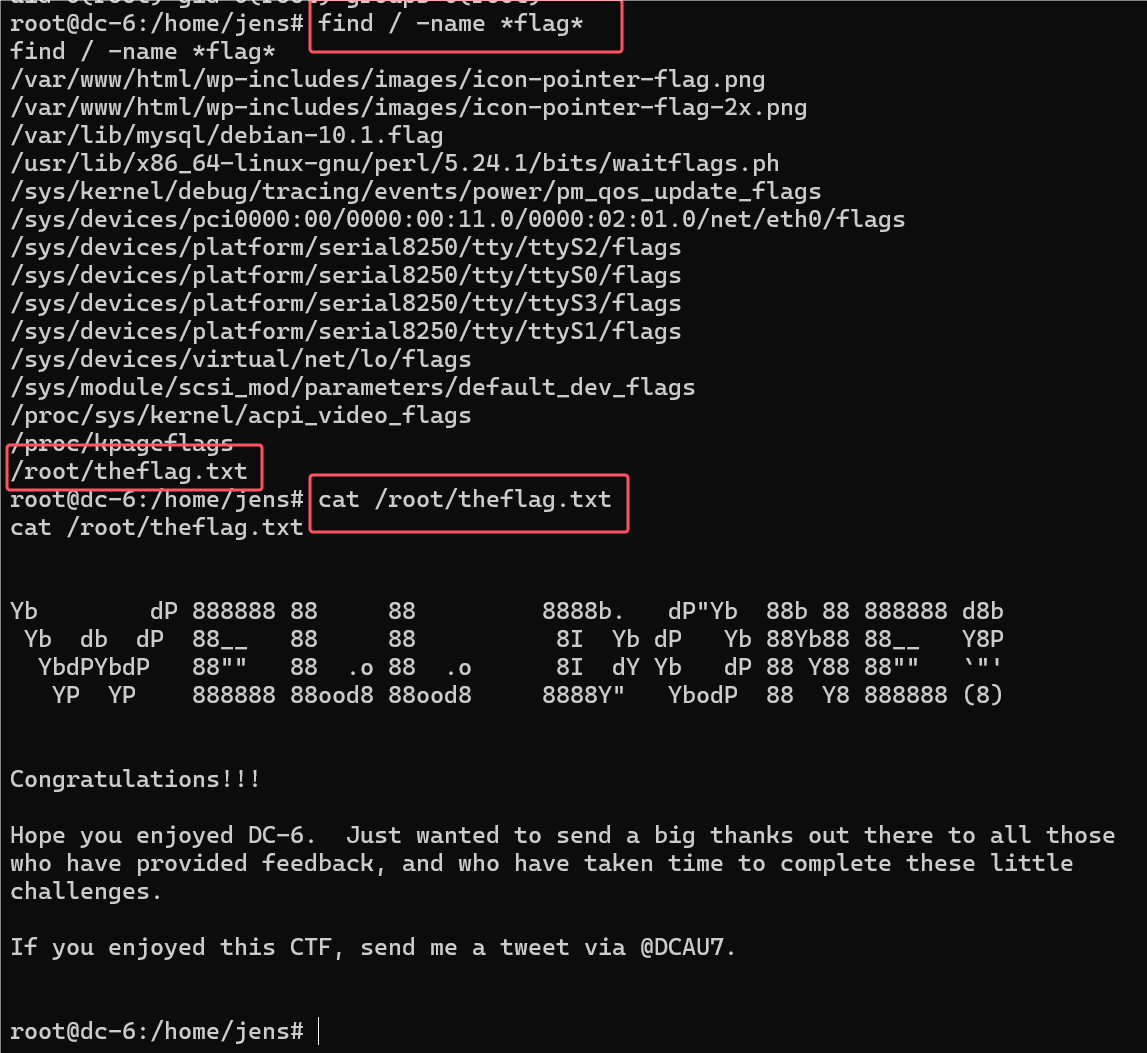 root@dc-6:/home/jens# find / -name *flag*
find / -name *flag*
/var/www/html/wp-includes/images/icon-pointer-flag.png
/var/www/html/wp-includes/images/icon-pointer-flag-2x.png
/var/lib/mysql/debian-10.1.flag
/usr/lib/x86_64-linux-gnu/perl/5.24.1/bits/waitflags.ph
/sys/kernel/debug/tracing/events/power/pm_qos_update_flags
/sys/devices/pci0000:00/0000:00:11.0/0000:02:01.0/net/eth0/flags
/sys/devices/platform/serial8250/tty/ttyS2/flags
/sys/devices/platform/serial8250/tty/ttyS0/flags
/sys/devices/platform/serial8250/tty/ttyS3/flags
/sys/devices/platform/serial8250/tty/ttyS1/flags
/sys/devices/virtual/net/lo/flags
/sys/module/scsi_mod/parameters/default_dev_flags
/proc/sys/kernel/acpi_video_flags
/proc/kpageflags
/root/theflag.txt
root@dc-6:/home/jens# cat /root/theflag.txt
cat /root/theflag.txt
Yb        dP 888888 88     88         8888b.   dP"Yb  88b 88 888888 d8b
 Yb  db  dP  88__   88     88          8I  Yb dP   Yb 88Yb88 88__   Y8P
  YbdPYbdP   88""   88  .o 88  .o      8I  dY Yb   dP 88 Y88 88""   `"'
   YP  YP    888888 88ood8 88ood8     8888Y"   YbodP  88  Y8 888888 (8)
Congratulations!!!
Hope you enjoyed DC-6.  Just wanted to send a big thanks out there to all those
who have provided feedback, and who have taken time to complete these little
challenges.
If you enjoyed this CTF, send me a tweet via @DCAU7.
root@dc-6:/home/jens#